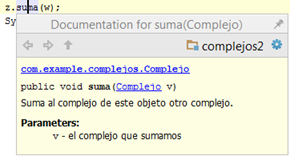 z.suma(w);
Sy
Documentation for suma(Complejo)
complejos2
com.example.complejos.Complejo
public void suma(Complejo v)
Suma al complejo de este objeto otro complejo.
Parameters:
v - el complejo que sumamos